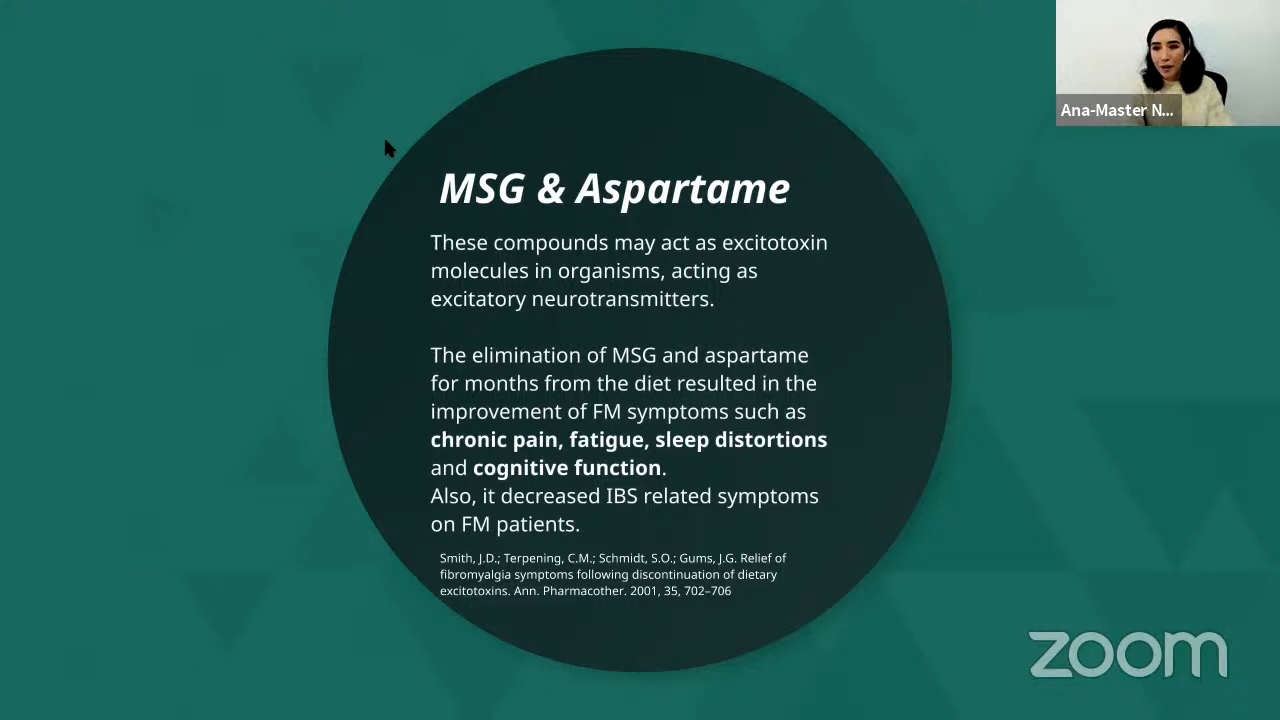 Ana-Master N...
MSG & Aspartame
These compounds may act as excitotoxin
molecules in organisms, acting as
excitatory neurotransmitters.
The elimination of MSG and aspartame
for months from the diet resulted in the
improvement of FM symptoms such as
chronic pain, fatigue, sleep distortions
and cognitive function.
Also, it decreased IBS related symptoms
on FM patients.
Smith, J.D.; Terpening, C.M.; Schmidt, S.O.; Gums, J.G. Relief of
fibromyalgia symptoms following discontinuation of dietary
excitotoxins. Ann. Pharmacother. 2001, 35, 702–706
zoom